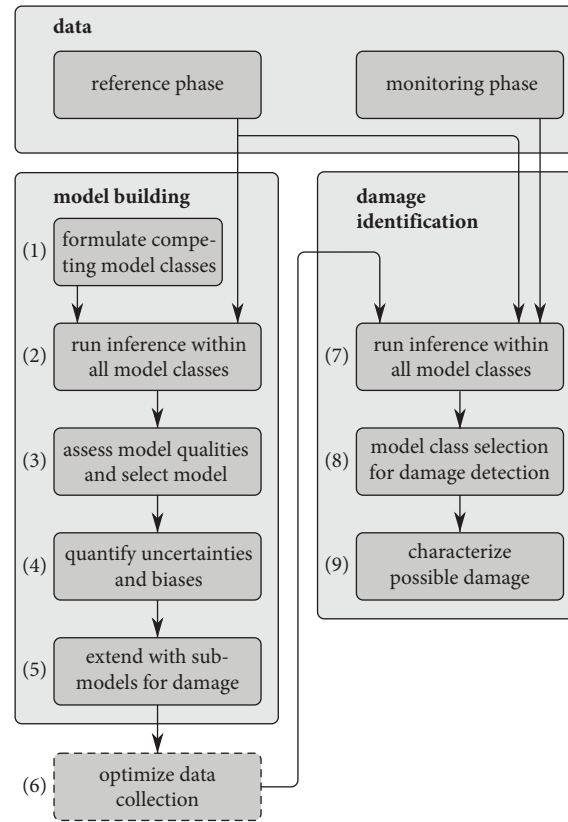 data
reference phase
monitoring phase
model building
(1)
formulate compe-
ting model classes
(2)
run inference within
all model classes
(3)
assess model qualities
and select model
(4)
quantify uncertainties
and biases
(5)
extend with sub-
models for damage
(6)
optimize data
collection
damage
identification
(7)
run inference within
all model classes
(8)
model class selection
for damage detection
(9)
characterize
possible damage